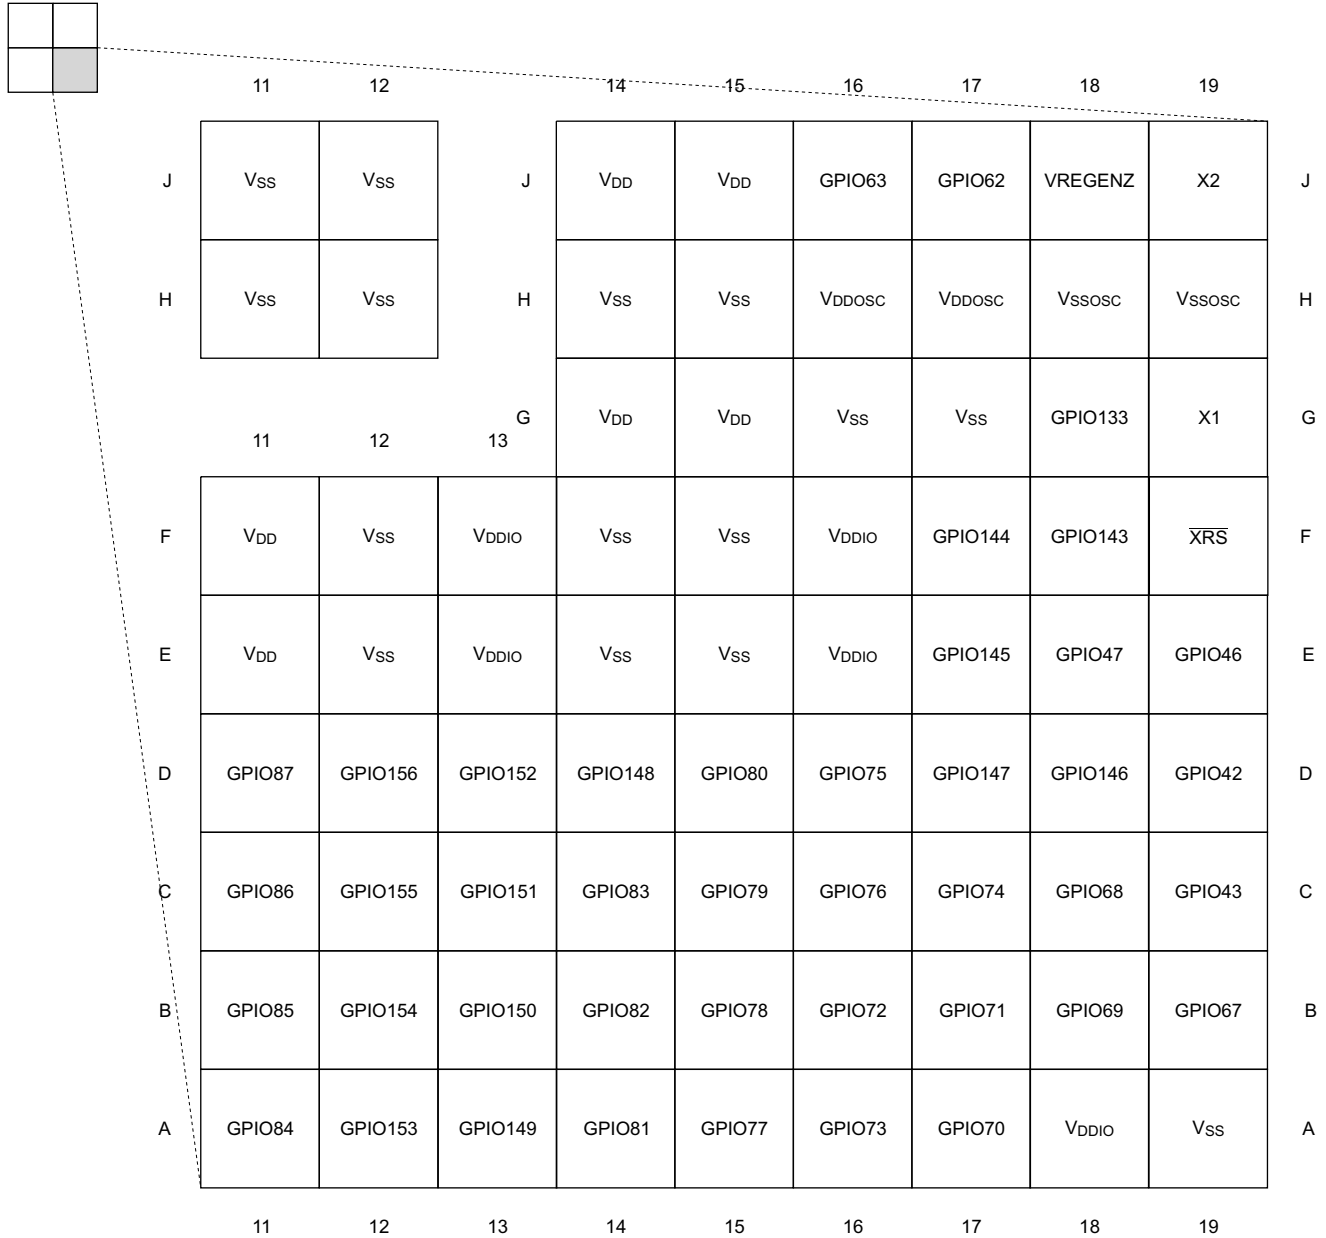 11 12 14 15 16 17 18 19
J VSS VSS J VDD VDD GPIO63 GPIO62 VREGENZ X2 J
H VSS VSS H VSS VSS VDDOSC VDDOSC VSSOSC VSSOSC H
G VDD VDD VSS VSS GPIO133 X1 G
11 12 13
F VDD VSS VDDIO VSS VSS VDDIO GPIO144 GPIO143 XRS F
E VDD VSS VDDIO VSS VSS VDDIO GPIO145 GPIO47 GPIO46 E
D GPIO87 GPIO156 GPIO152 GPIO148 GPIO80 GPIO75 GPIO147 GPIO146 GPIO42 D
C GPIO86 GPIO155 GPIO151 GPIO83 GPIO79 GPIO76 GPIO74 GPIO68 GPIO43 C
B GPIO85 GPIO154 GPIO150 GPIO82 GPIO78 GPIO72 GPIO71 GPIO69 GPIO67 B
A GPIO84 GPIO153 GPIO149 GPIO81 GPIO77 GPIO73 GPIO70 VDDIO VSS A
11 12 13 14 15 16 17 18 19